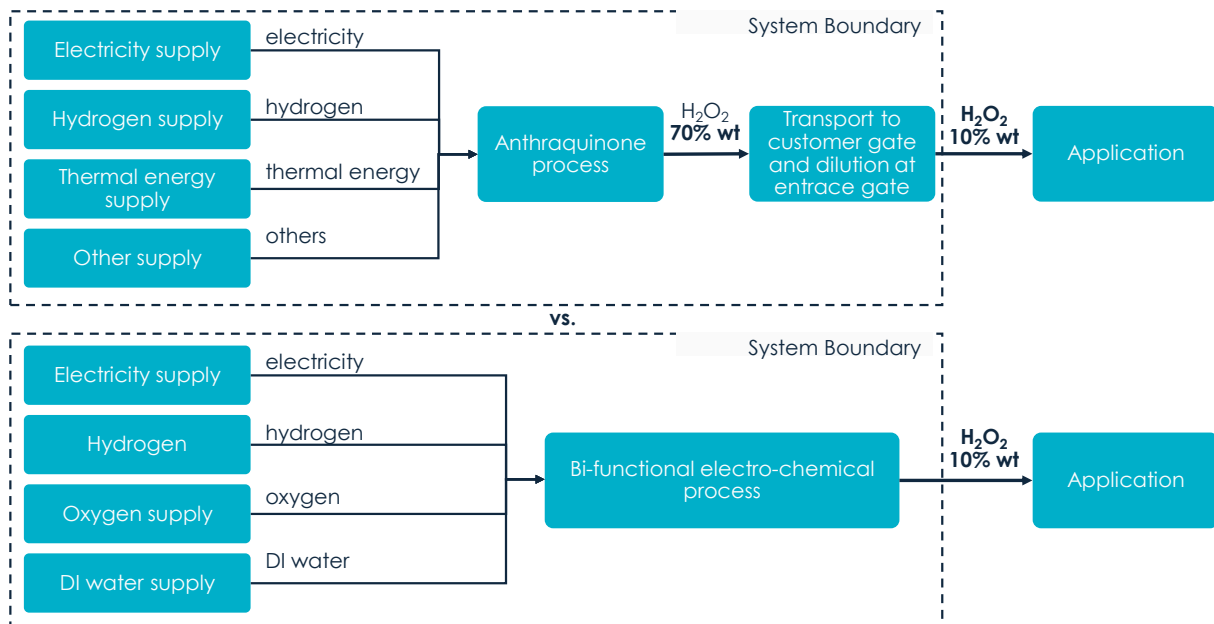 System Boundary
Electricity supply
electricity
Hydrogen supply
hydrogen
Thermal energy
supply
thermal energy
Other supply
others
Anthraquinone
process
H₂O₂
70% wt
Transport to
customer gate
and dilution at
entrace gate
H₂O₂
10% wt
Application
vs.
System Boundary
Electricity supply
electricity
Hydrogen
hydrogen
Oxygen supply
oxygen
DI water supply
DI water
Bi-functional electro-chemical
process
H₂O₂
10% wt
Application